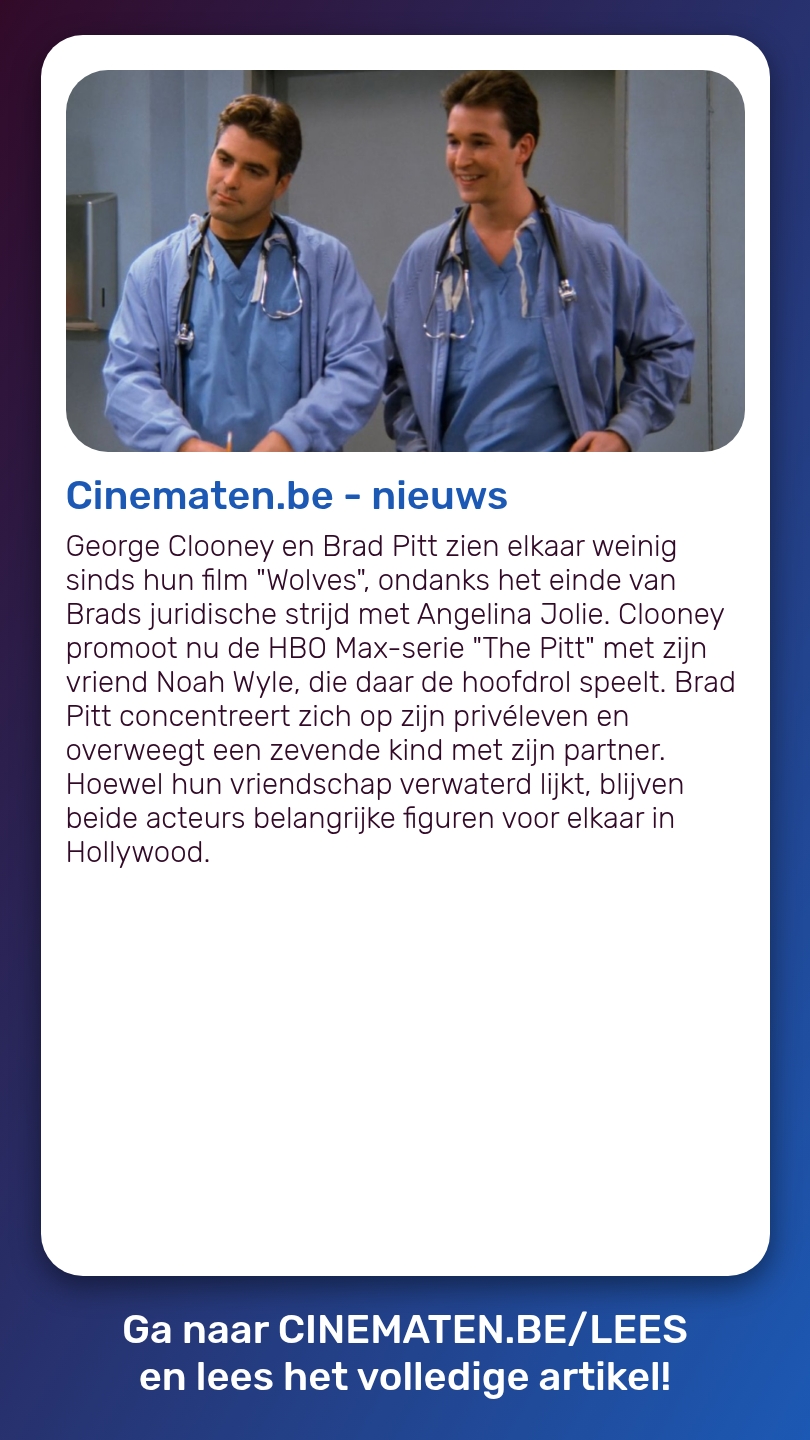 Cinematen.be - nieuws
George Clooney en Brad Pitt zien elkaar weinig
sinds hun film "Wolves", ondanks het einde van
Brads juridische strijd met Angelina Jolie. Clooney
promoot nu de HBO Max-serie "The Pitt" met zijn
vriend Noah Wyle, die daar de hoofdrol speelt. Brad
Pitt concentreert zich op zijn privéleven en
overweegt een zevende kind met zijn partner.
Hoewel hun vriendschap verwaterd lijkt, blijven
beide acteurs belangrijke figuren voor elkaar in
Hollywood.
Ga naar CINEMATEN.BE/LEES
en lees het volledige artikel!